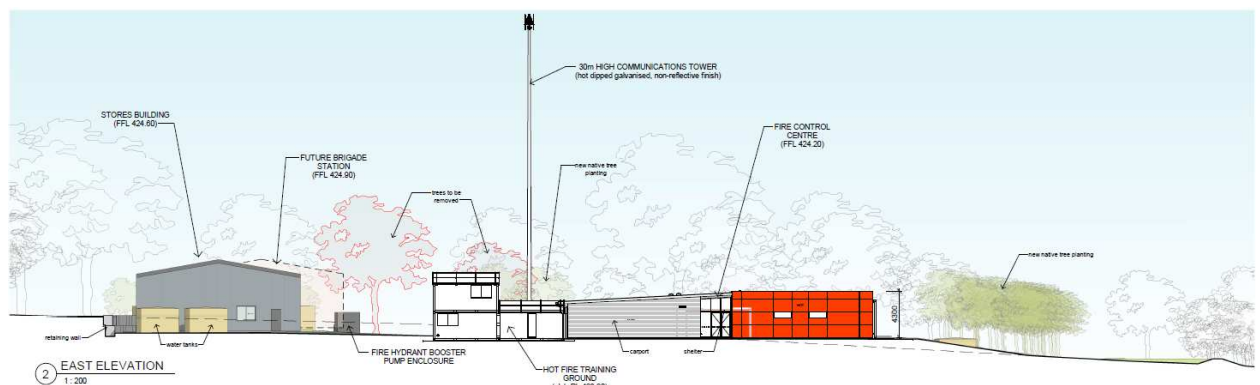 30m HIGH COMMUNICATIONS TOWER
(hot dipped galvanised, non-reflective finish)
STORES BUILDING
(FFL 424.60)
FUTURE BRIGADE
STATION
(FFL 424.90)
FIRE CONTROL
CENTRE
(FFL 424.20)
new native tree
planting
trees to be
removed
new native tree planting
4300
retaining wall
water tanks
FIRE HYDRANT BOOSTER
PUMP ENCLOSURE
HOT FIRE TRAINING
GROUND
carport
shelter
2
EAST ELEVATION
1 : 200